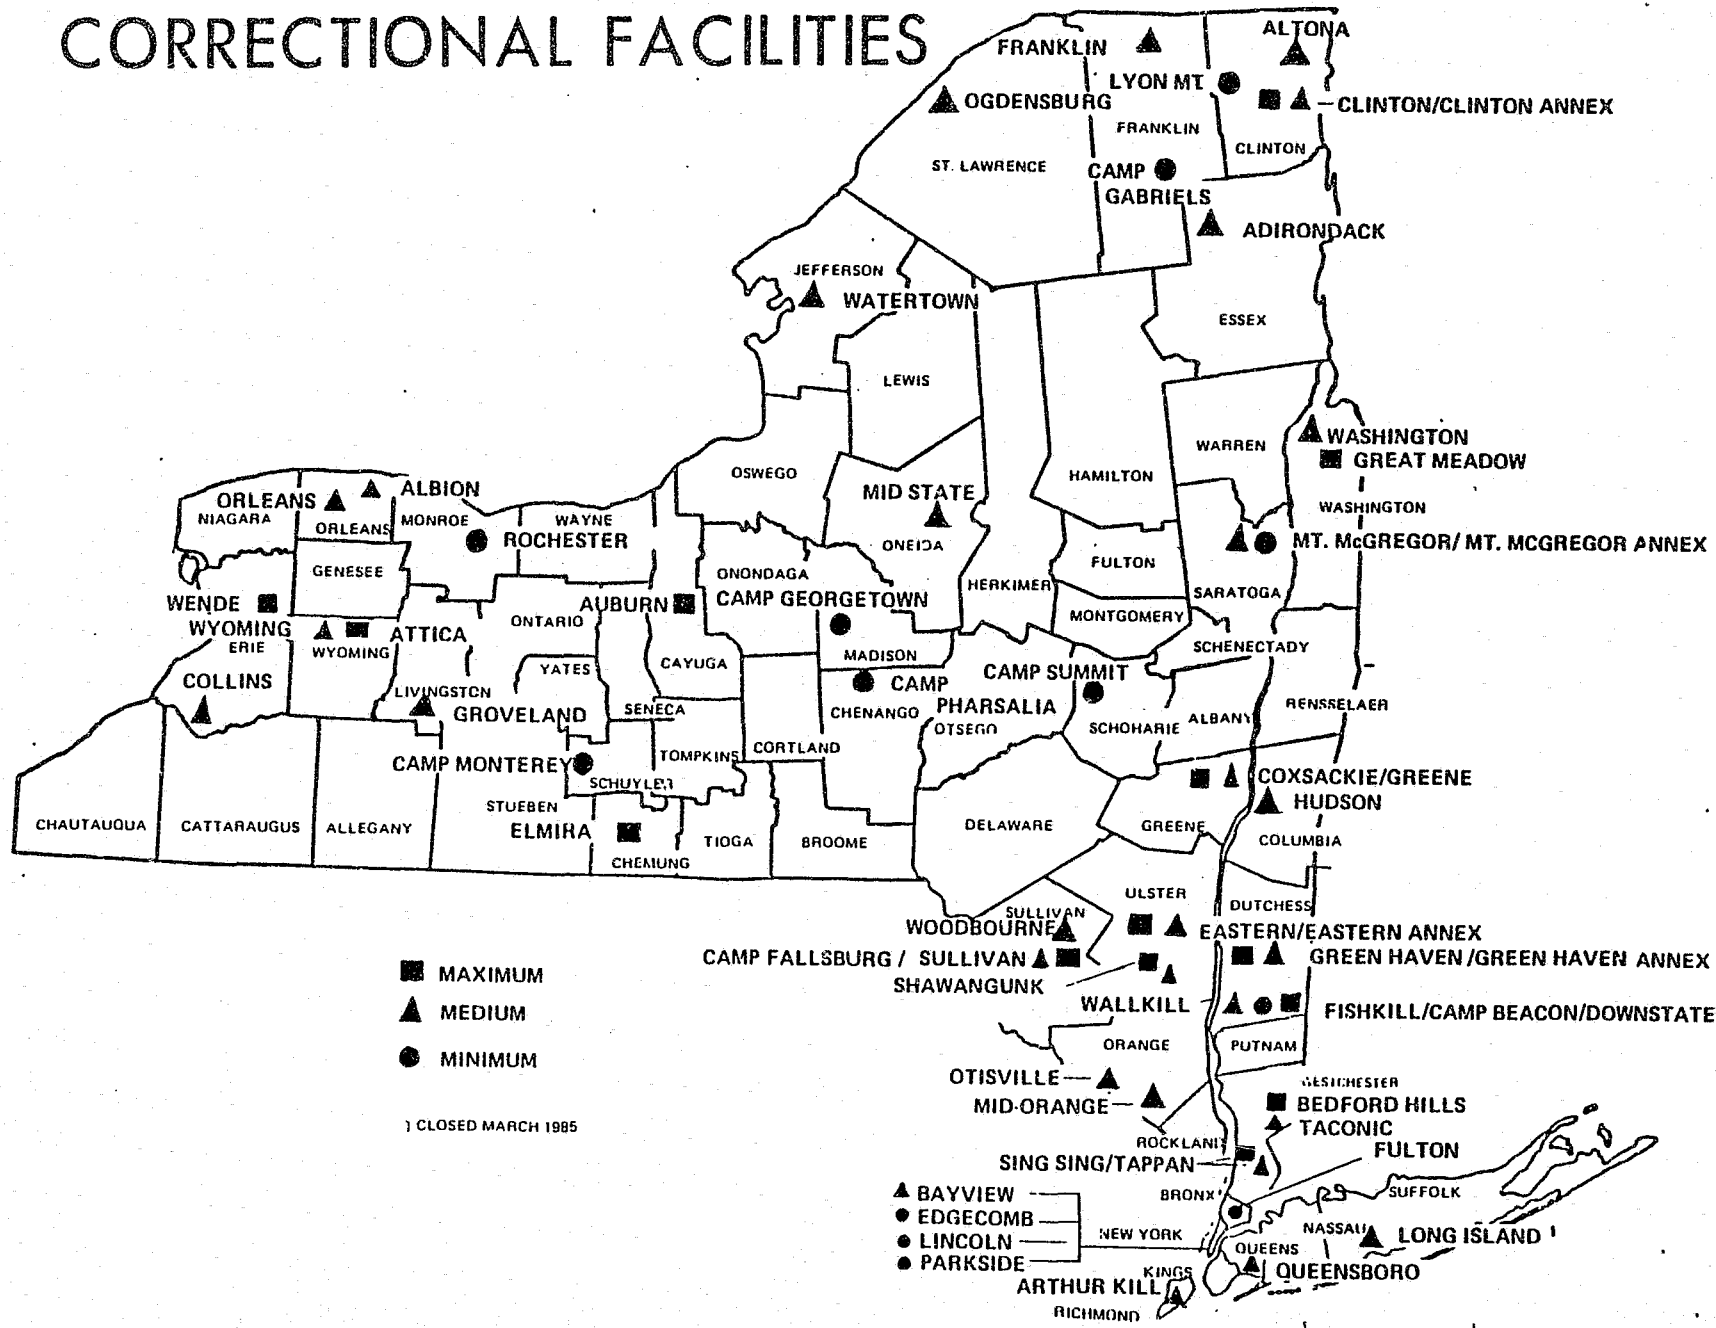 CORRECTIONAL FACILITIES
FRANKLIN
ALTONA
LYON MT.
OGDENSBURG
CLINTON/CLINTON ANNEX
FRANKLIN
CLINTON
ST. LAWRENCE
CAMP
GABRIELS
ADIRONDACK
JEFFERSON
WATERTOWN
ESSEX
LEWIS
WASHINGTON
WARREN
GREAT MEADOW
OSWEGO
HAMILTON
ALBION
MID STATE
ORLEANS
WASHINGTON
NIAGARA
ORLEANS
MONROE
WAYNE
ROCHESTER
ONEIDA
MT. McGREGOR/ MT. MCGREGOR ANNEX
FULTON
GENESEE
ONONDAGA
HERKIMER
SARATOGA
WENDE
AUBURN
CAMP GEORGETOWN
MONTGOMERY
ONTARIO
WYOMING
ATTICA
ERIE
WYOMING
SCHENECTADY
MADISON
CAYUGA
YATES
CAMP SUMMIT
COLLINS
CAMP
PHARSALIA
LIVINGSTON
GROVELAND
SENECA
CHENANGO
OTSEGO
SCHOHARIE
ALBANY
RENSSELAER
CORTLAND
TOMPKINS
CAMP MONTEREY
SCHUYLER
COXSACKIE/GREENE
HUDSON
STUEBEN
CHAUTAUQUA
CATTARAUGUS
ALLEGANY
ELMIRA
DELAWARE
GREENE
TIOGA
BROOME
COLUMBIA
CHEMUNG
ULSTER
DUTCHESS
SULLIVAN
WOODBOURNE
EASTERN/EASTERN ANNEX
CAMP FALLSBURG / SULLIVAN
GREEN HAVEN/GREEN HAVEN ANNEX
MAXIMUM
SHAWANGUNK
WALLKILL
MEDIUM
FISHKILL/CAMP BEACON/DOWNSTATE
ORANGE
PUTNAM
MINIMUM
OTISVILLE
WESTCHESTER
MID-ORANGE
BEDFORD HILLS
TACONIC
1 CLOSED MARCH 1985
ROCKLAND
FULTON
SING SING/TAPPAN
BAYVIEW
BRONX
SUFFOLK
EDGECOMB
NEW YORK
NASSAU
LONG ISLAND 1
LINCOLN
QUEENS
PARKSIDE
KINGS
QUEENSBORO
ARTHUR KILL
RICHMOND